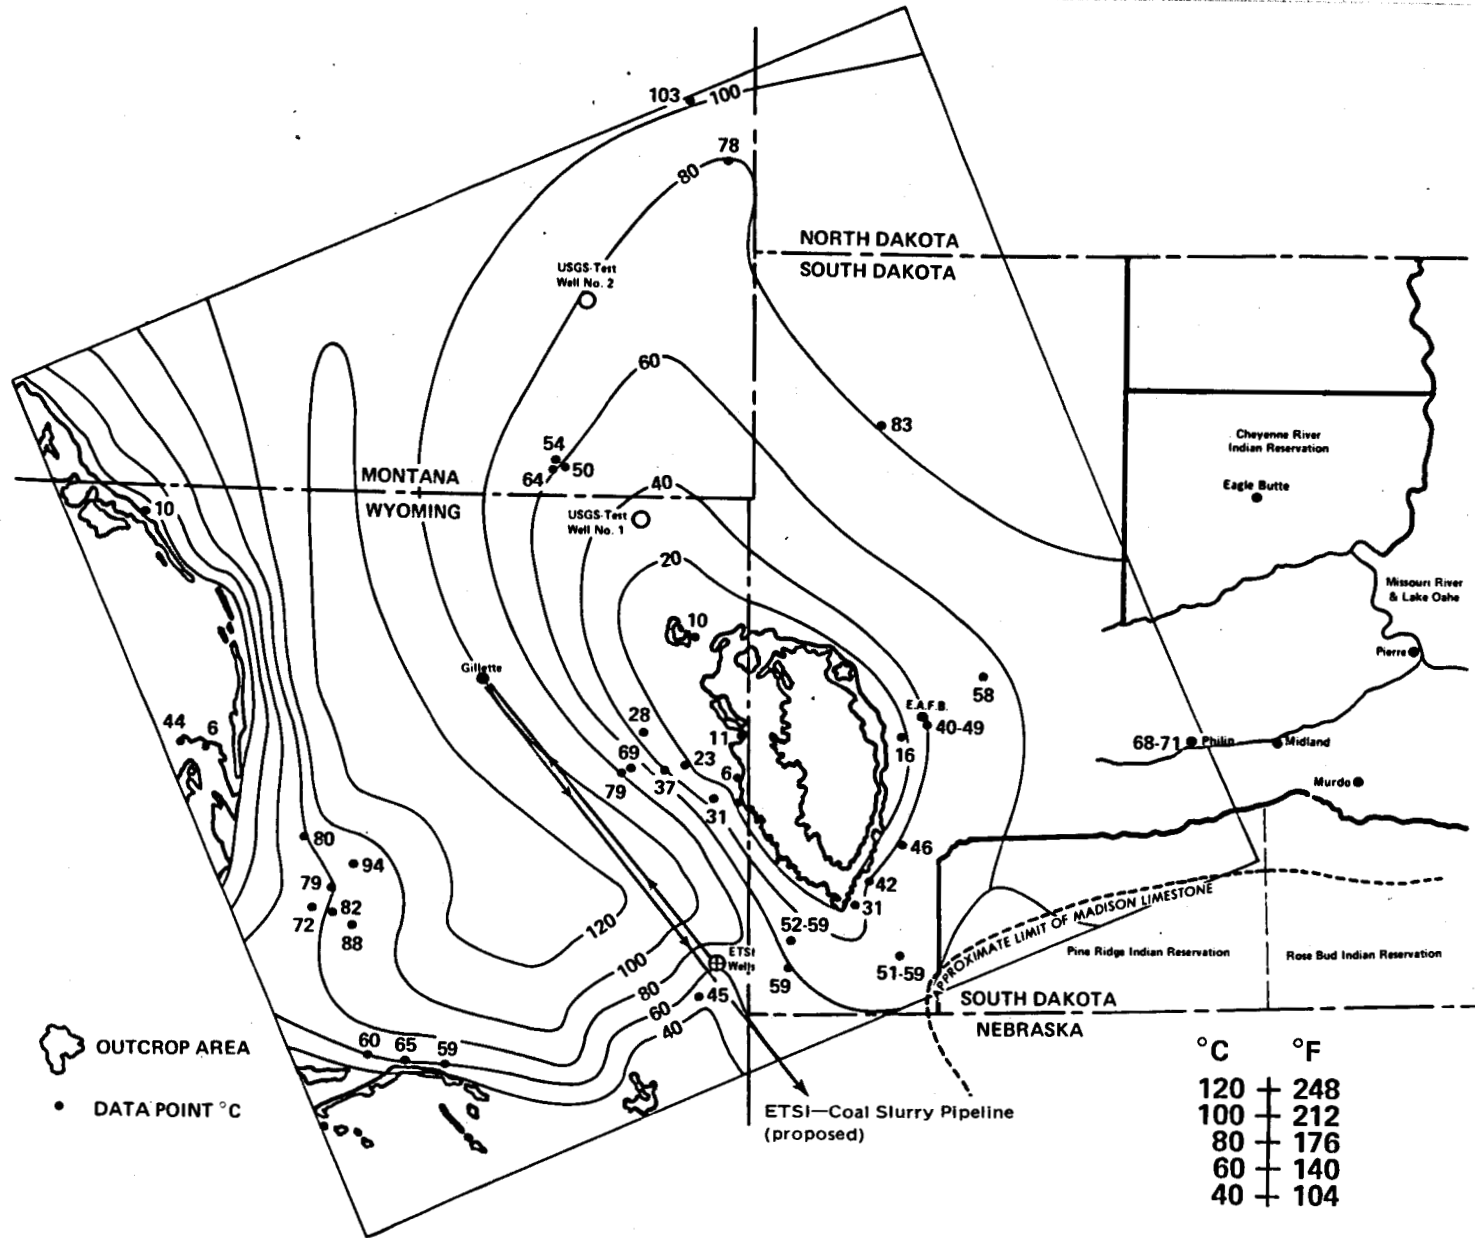 103
100
78
80
NORTH DAKOTA
SOUTH DAKOTA
USGS-Test
Well No. 2
60
83
Cheyenne River
Indian Reservation
Eagle Butte
54
50
64
MONTANA
WYOMING
40
10
USGS-Test
Well No. 1
20
Missouri River
& Lake Oahe
10
Pierre
Gillette
58
E.A.F.B.
40-49
44
6
28
11
16
68-71
Philip
Midland
69
23
79
37
6
31
Murdo
80
94
46
79
42
72
82
88
31
APPROXIMATE LIMIT OF MADISON LIMESTONE
120
52-59
100
ETSI
Wells
59
51-59
Pine Ridge Indian Reservation
Rose Bud Indian Reservation
80
45
60
40
SOUTH DAKOTA
NEBRASKA
60
65
59
OUTCROP AREA
DATA POINT °C
ETSI—Coal Slurry Pipeline
(proposed)
°C °F
120 248
100 212
80 176
60 140
40 104